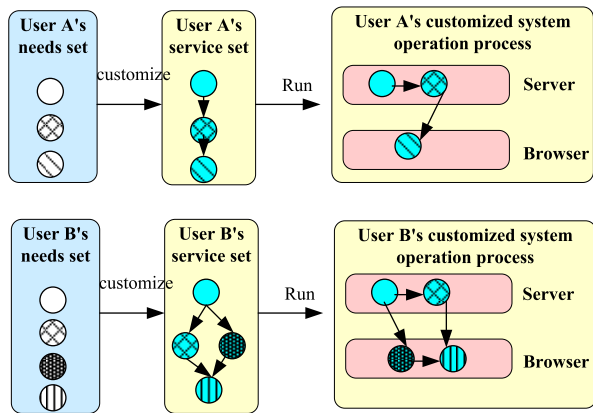 User A's
needs set
customize
User A's
service set
Run
User A's customized system
operation process
Server
Browser
User B's
needs set
customize
User B's
service set
Run
User B's customized system
operation process
Server
Browser